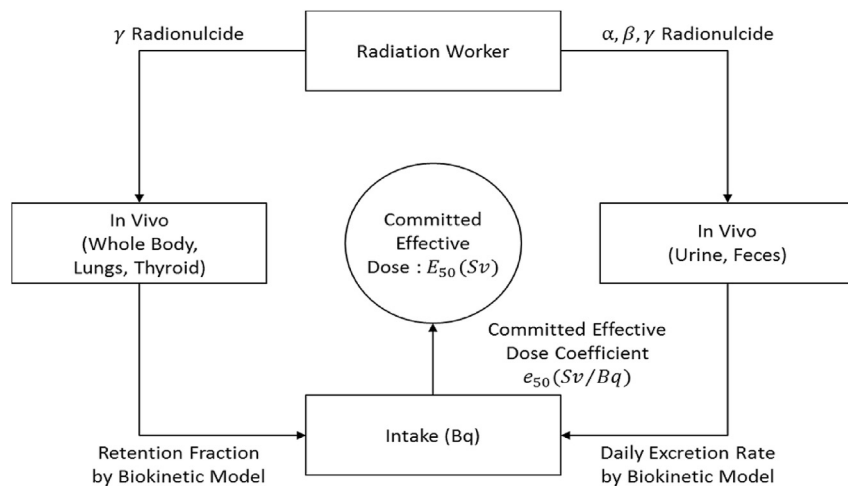 γ Radionulcide
Radiation Worker
α, β, γ Radionulcide
In Vivo
(Whole Body,
Lungs, Thyroid)
Committed
Effective
Dose : E₅₀(Sv)
In Vivo
(Urine, Feces)
Committed Effective
Dose Coefficient
e₅₀(Sv/Bq)
Intake (Bq)
Retention Fraction
by Biokinetic Model
Daily Excretion Rate
by Biokinetic Model